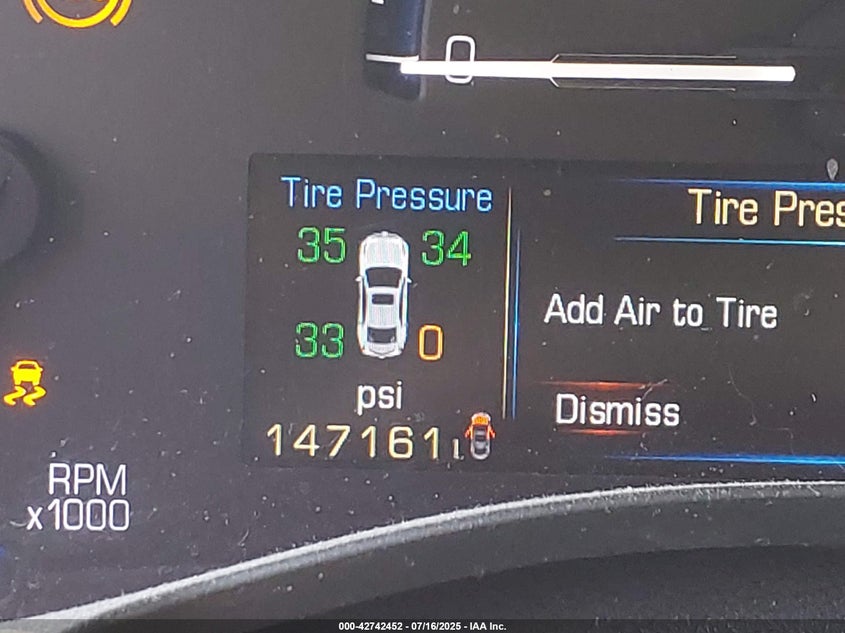 0
Tire Pressure
Tire Pres
35 34
Add Air to Tire
33 0
psi
Dismiss
147161
RPM
x1000
000-42742452 - 07/16/2025 - IAA Inc.